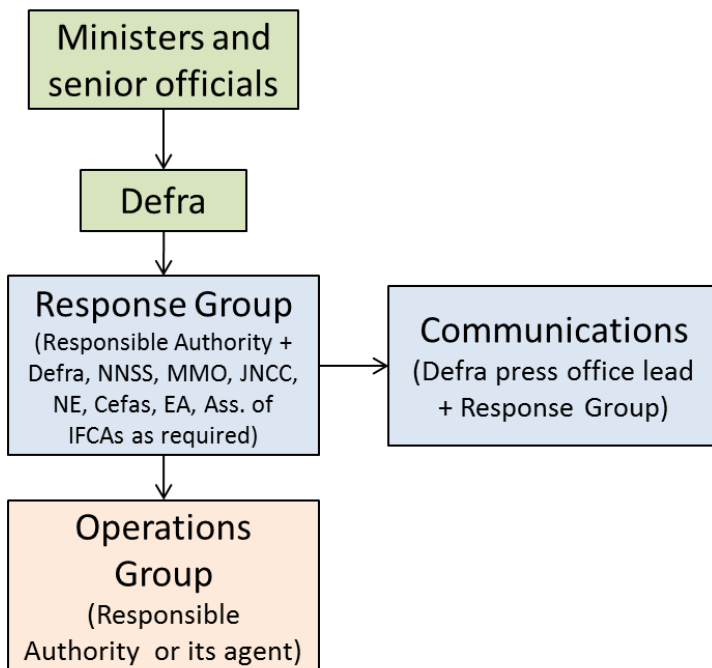 Ministers and
senior officials
Defra
Response Group
(Responsible Authority +
Defra, NNSS, MMO, JNCC,
NE, Cefas, EA, Ass. of
IFCAs as required)
Communications
(Defra press office lead
+ Response Group)
Operations
Group
(Responsible
Authority or its agent)